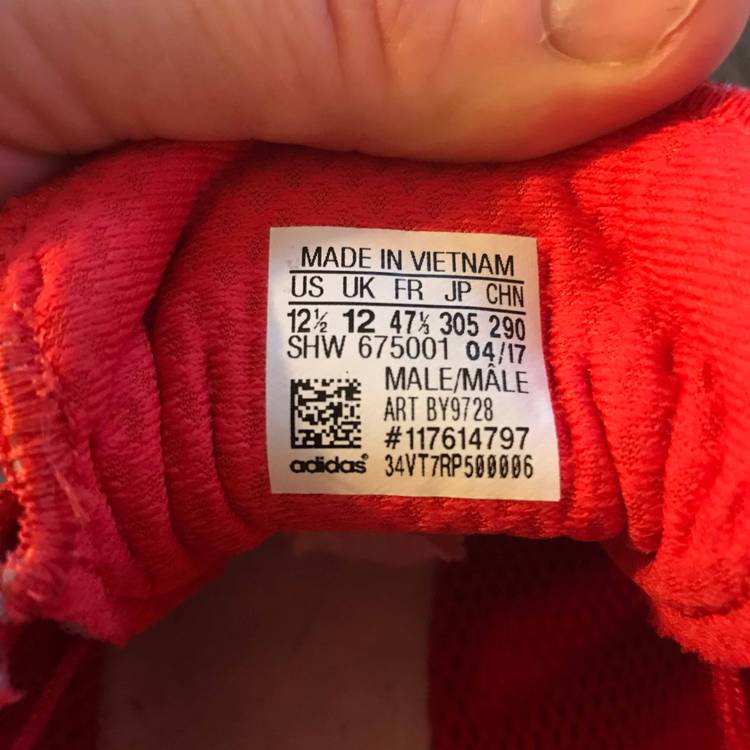 MADE IN VIETNAM
US UK FR JP CHN
12½ 12 47⅓ 305 290
SHW 675001 04/17
MALE/MÂLE
ART BY9728
#117614797
adidas® 34VT7RP500006